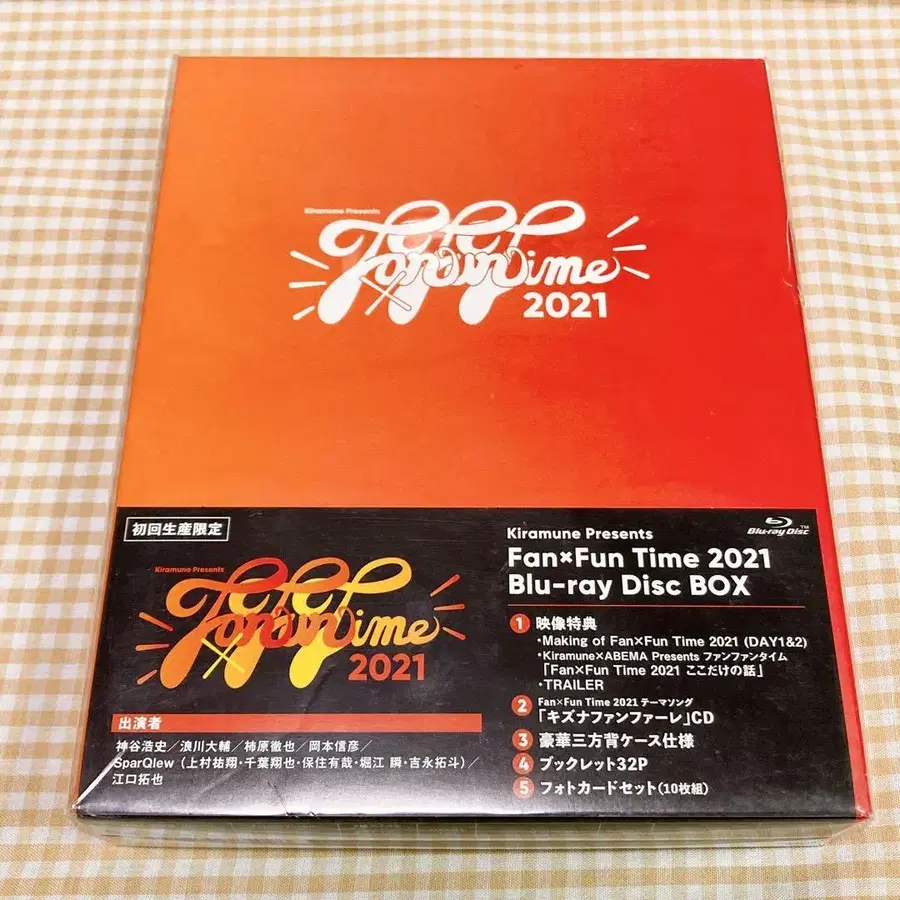 Kiramune Presents
Fan×Fun Time
2021
初回生産限定
Kiramune Presents
Fan×Fun Time
2021
出演者
神谷浩史／浪川大輔／柿原徹也／岡本信彦／
SparQlew（上村祐翔・千葉翔也・保住有哉・堀江 瞬・吉永拓斗）／
江口拓也
Kiramune Presents
Fan×Fun Time 2021
Blu-ray Disc BOX
Blu-ray Disc™
1 映像特典
・Making of Fan×Fun Time 2021 (DAY1&2)
・Kiramune×ABEMA Presents ファンファンタイム
「Fan×Fun Time 2021 ここだけの話」
・TRAILER
2 Fan×Fun Time 2021 テーマソング
「キズナファンファーレ」CD
3 豪華三方背ケース仕様
4 ブックレット32P
5 フォトカードセット(10枚組)